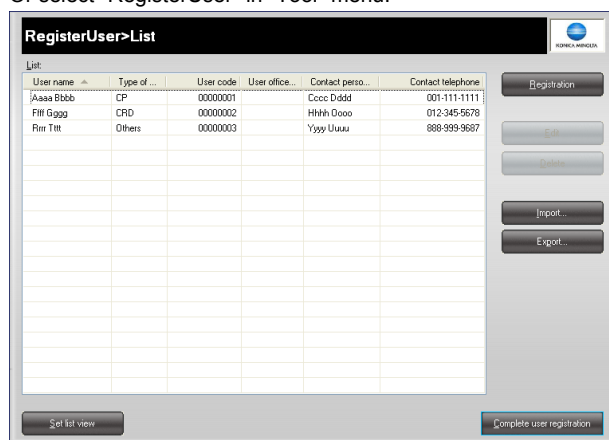 Or select "RegisterUser" in "Tool" menu.
RegisterUser>List
KONICA MINOLTA
List:
User name Type of ... User code User office... Contact perso... Contact telephone
Aaaa Bbbb CP 00000001 Cccc Dddd 001-111-1111
Ffff Gggg CRD 00000002 Hhhh Oooo 012-345-5678
Rrrr Tttt Others 00000003 Yyyy Uuuu 888-999-9687
Registration
Edit
Delete
Import...
Export...
Set list view
Complete user registration